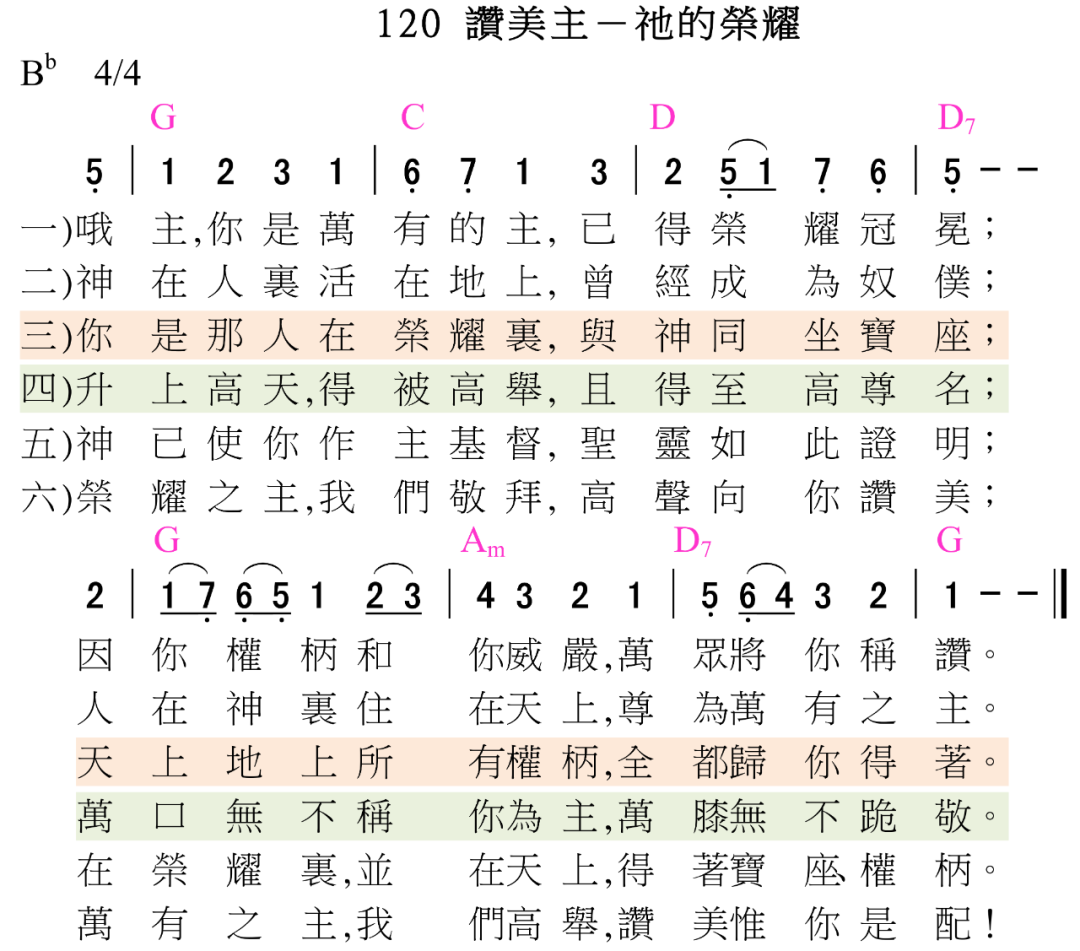 120 讚美主－祂的榮耀
Bb 4/4
G C D D7
5̣ | 1 2 3 1 | 6̣ 7̣ 1 3 | 2 5̣ 1 7̣ 6̣ | 5̣ － －
一)哦 主,你 是 萬 有 的 主, 已 得 榮 耀 冠 冕；
二)神 在 人 裏 活 在 地 上, 曾 經 成 為 奴 僕；
三)你 是 那 人 在 榮 耀 裏, 與 神 同 坐 寶 座；
四)升 上 高 天,得 被 高 舉, 且 得 至 高 尊 名；
五)神 已 使 你 作 主 基 督, 聖 靈 如 此 證 明；
六)榮 耀 之 主,我 們 敬 拜, 高 聲 向 你 讚 美；
G Am D7 G
2 | 1 7̣ 6̣ 5̣ 1 2 3 | 4 3 2 1 | 5̣ 6̣ 4 3 2 | 1 － － ‖
因 你 權 柄 和 你威 嚴,萬 眾將 你 稱 讚。
人 在 神 裏 住 在天 上,尊 為萬 有 之 主。
天 上 地 上 所 有權 柄,全 都歸 你 得 著。
萬 口 無 不 稱 你為 主,萬 膝無 不 跪 敬。
在 榮 耀 裏,並 在天 上,得 著寶 座、權 柄。
萬 有 之 主,我 們高 舉,讚 美惟 你 是 配！